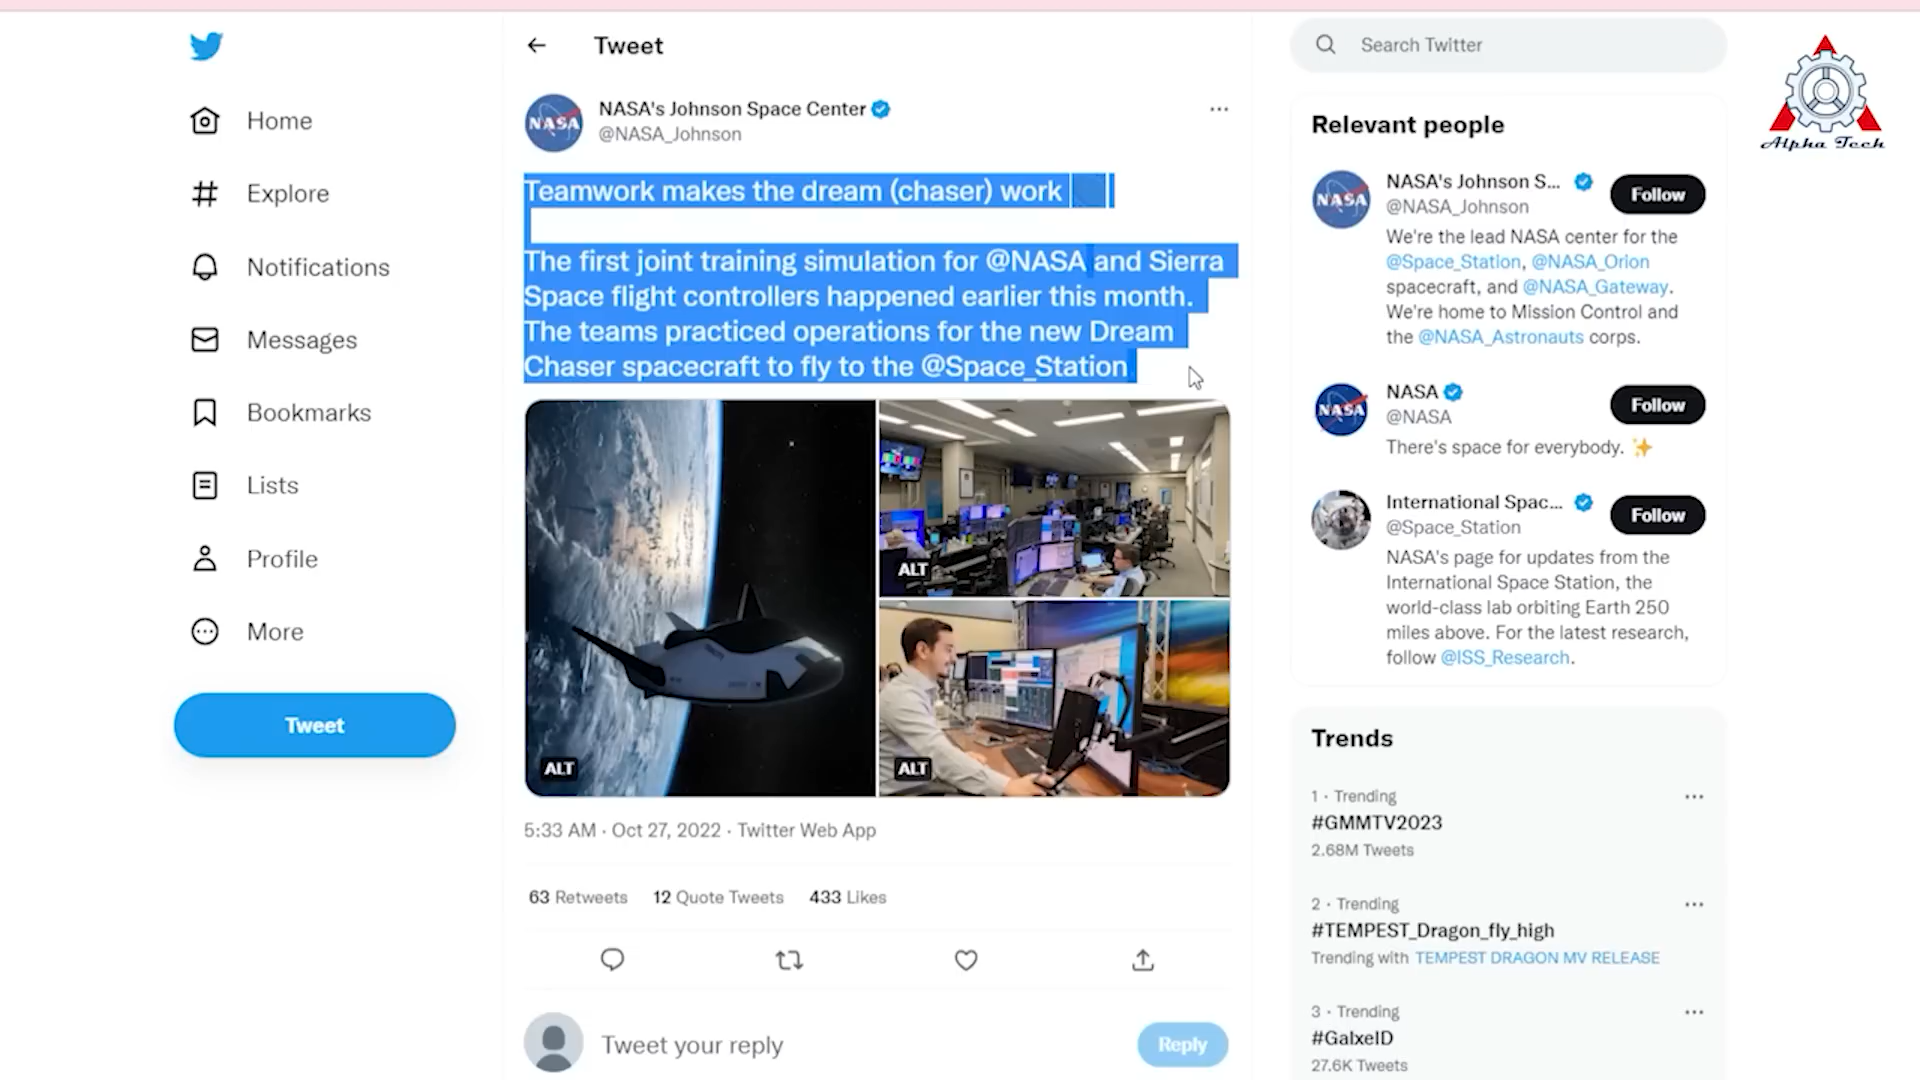 Home
Explore
Notifications
Messages
Bookmarks
Lists
Profile
More
Tweet
Tweet
NASA
NASA's Johnson Space Center
@NASA_Johnson
Teamwork makes the dream (chaser) work
The first joint training simulation for @NASA and Sierra
Space flight controllers happened earlier this month.
The teams practiced operations for the new Dream
Chaser spacecraft to fly to the @Space_Station
ALT
ALT
ALT
5:33 AM · Oct 27, 2022 · Twitter Web App
63 Retweets 12 Quote Tweets 433 Likes
Tweet your reply
Reply
Search Twitter
Relevant people
NASA
NASA's Johnson S...
@NASA_Johnson
Follow
We're the lead NASA center for the
@Space_Station, @NASA_Orion
spacecraft, and @NASA_Gateway.
We're home to Mission Control and
the @NASA_Astronauts corps.
NASA
NASA
@NASA
Follow
There's space for everybody. ✨
International Spac...
@Space_Station
Follow
NASA's page for updates from the
International Space Station, the
world-class lab orbiting Earth 250
miles above. For the latest research,
follow @ISS_Research.
Trends
1 · Trending
#GMMTV2023
2.68M Tweets
2 · Trending
#TEMPEST_Dragon_fly_high
Trending with TEMPEST DRAGON MV RELEASE
3 · Trending
#GalxeID
27.6K Tweets
Alpha Tech